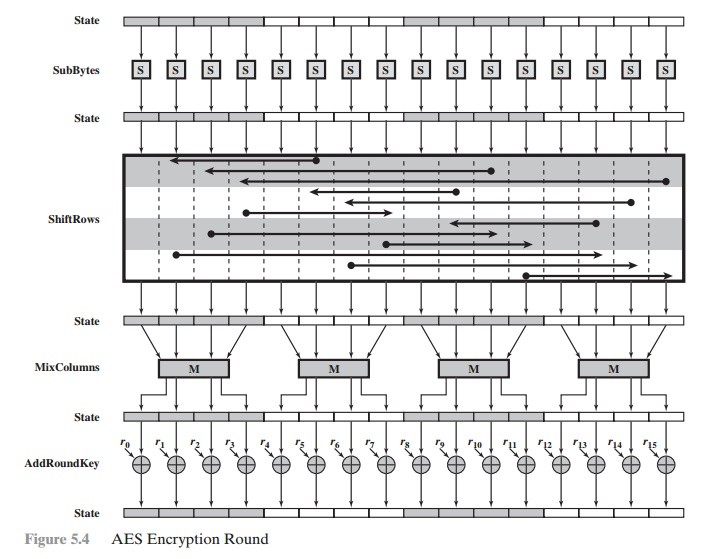 State
SubBytes S S S S S S S S S S S S S S S S
State
ShiftRows
State
MixColumns M M M M
State
r0 r1 r2 r3 r4 r5 r6 r7 r8 r9 r10 r11 r12 r13 r14 r15
AddRoundKey
State
Figure 5.4 AES Encryption Round